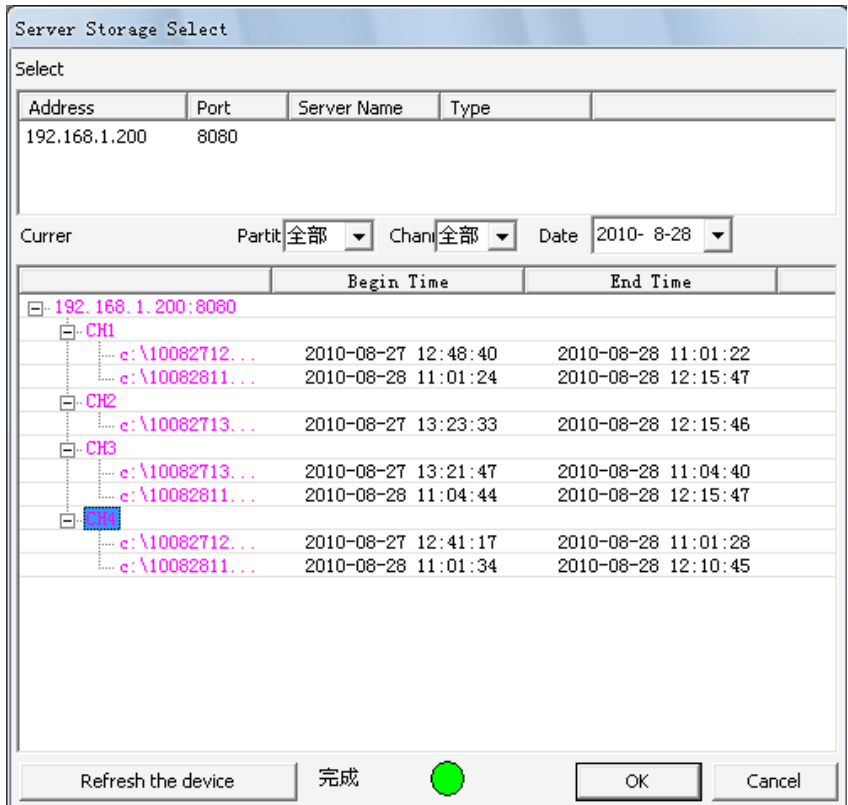 Server Storage Select
Select
Address Port Server Name Type
192.168.1.200 8080
Currer Partit 全部 Chan 全部 Date 2010- 8-28
Begin Time End Time
192.168.1.200:8080
CH1
c:\10082712... 2010-08-27 12:48:40 2010-08-28 11:01:22
c:\10082811... 2010-08-28 11:01:24 2010-08-28 12:15:47
CH2
c:\10082713... 2010-08-27 13:23:33 2010-08-28 12:15:46
CH3
c:\10082713... 2010-08-27 13:21:47 2010-08-28 11:04:40
c:\10082811... 2010-08-28 11:04:44 2010-08-28 12:15:47
CH4
c:\10082712... 2010-08-27 12:41:17 2010-08-28 11:01:28
c:\10082811... 2010-08-28 11:01:34 2010-08-28 12:10:45
Refresh the device 完成 OK Cancel